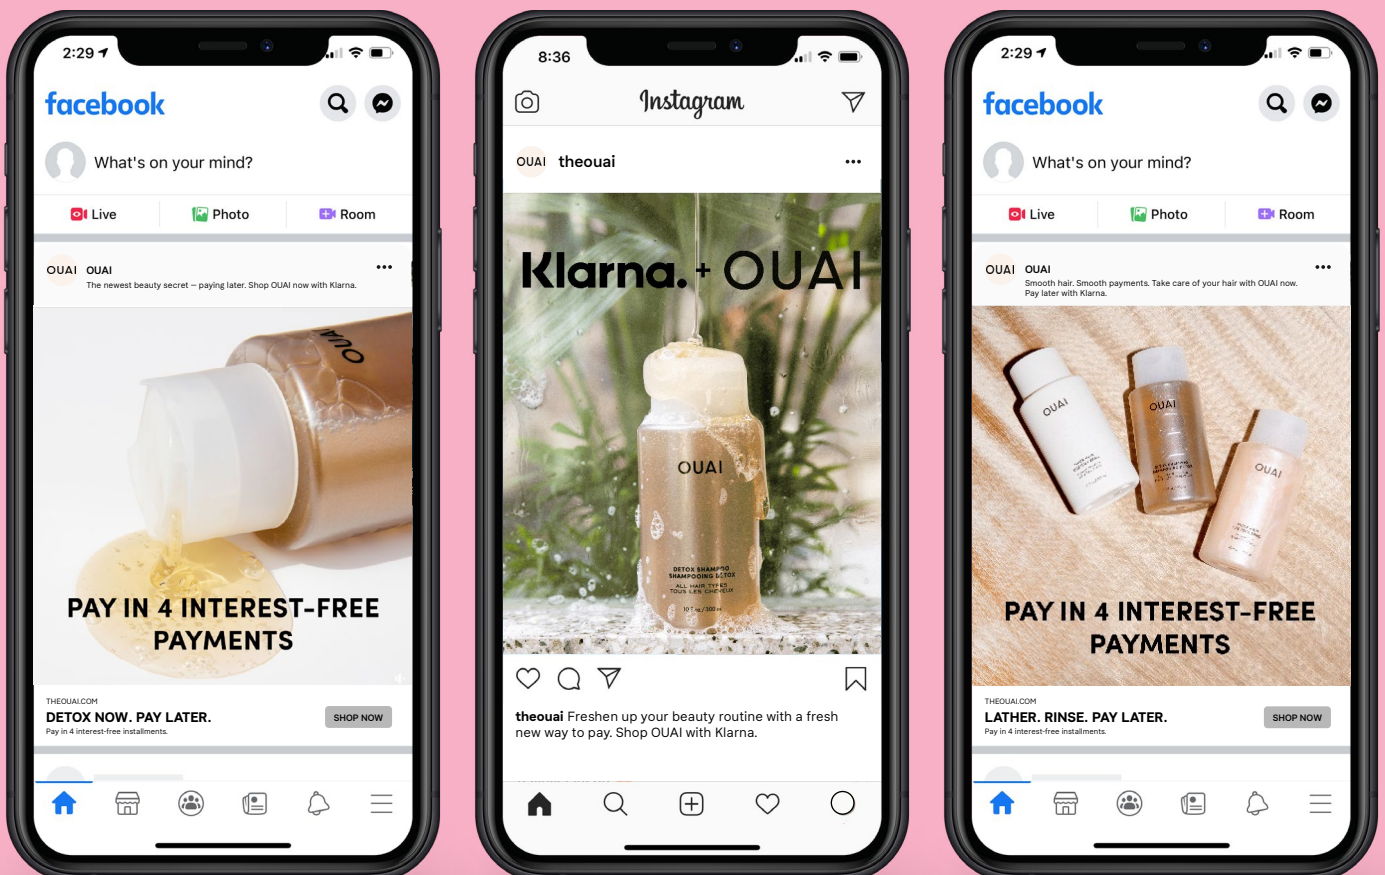 2:29
facebook
What's on your mind?
Live
Photo
Room
OUAI
OUAI
The newest beauty secret – paying later. Shop OUAI now with Klarna.
OUAI
PAY IN 4 INTEREST-FREE
PAYMENTS
THEOUAI.COM
DETOX NOW. PAY LATER.
SHOP NOW
Pay in 4 interest-free installments.
8:36
Instagram
OUAI
theouai
Klarna. + OUAI
OUAI
DETOX SHAMPOO
SHAMPOOING DETOX
ALL HAIR TYPES
TOUS LES CHEVEUX
theouai Freshen up your beauty routine with a fresh
new way to pay. Shop OUAI with Klarna.
2:29
facebook
What's on your mind?
Live
Photo
Room
OUAI
OUAI
Smooth hair. Smooth payments. Take care of your hair with OUAI now.
Pay later with Klarna.
OUAI
OUAI
OUAI
PAY IN 4 INTEREST-FREE
PAYMENTS
THEOUAI.COM
LATHER. RINSE. PAY LATER.
SHOP NOW
Pay in 4 interest-free installments.